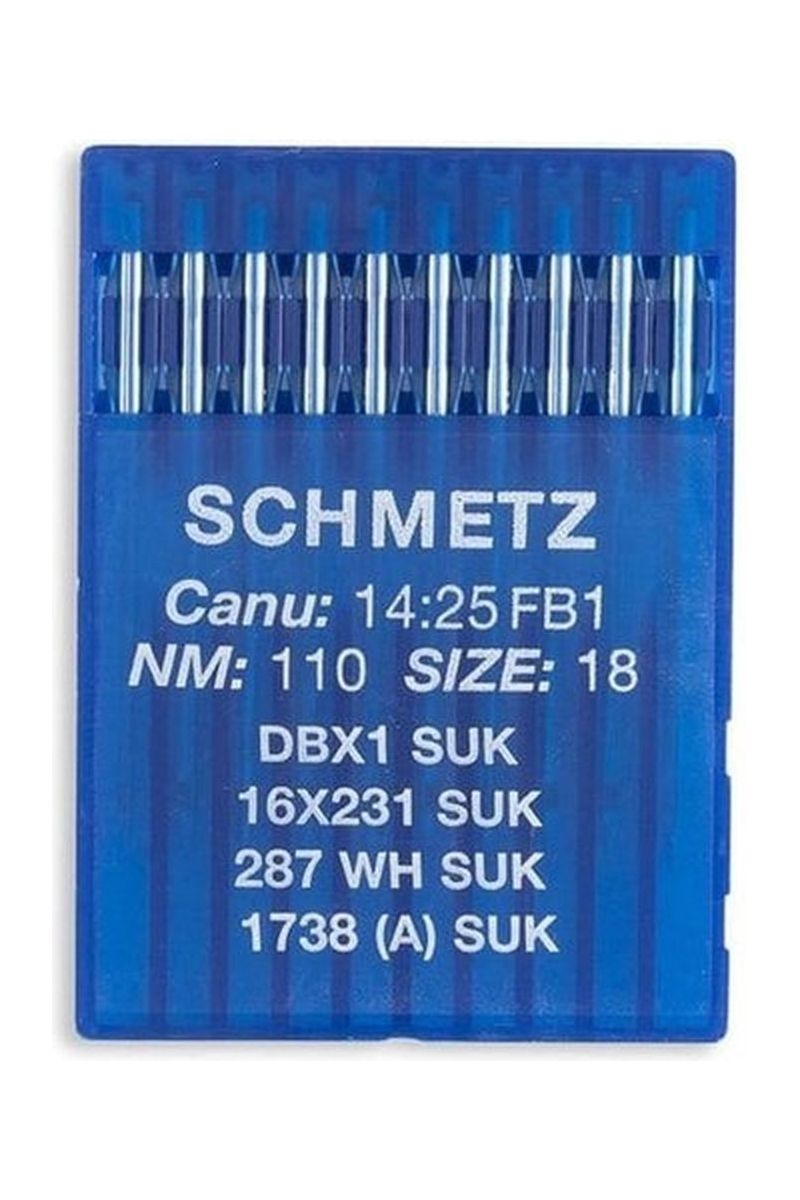 SCHMETZ
Canu: 14:25 FB1
NM: 110 SIZE: 18
DBX1 SUK
16X231 SUK
287 WH SUK
1738 (A) SUK